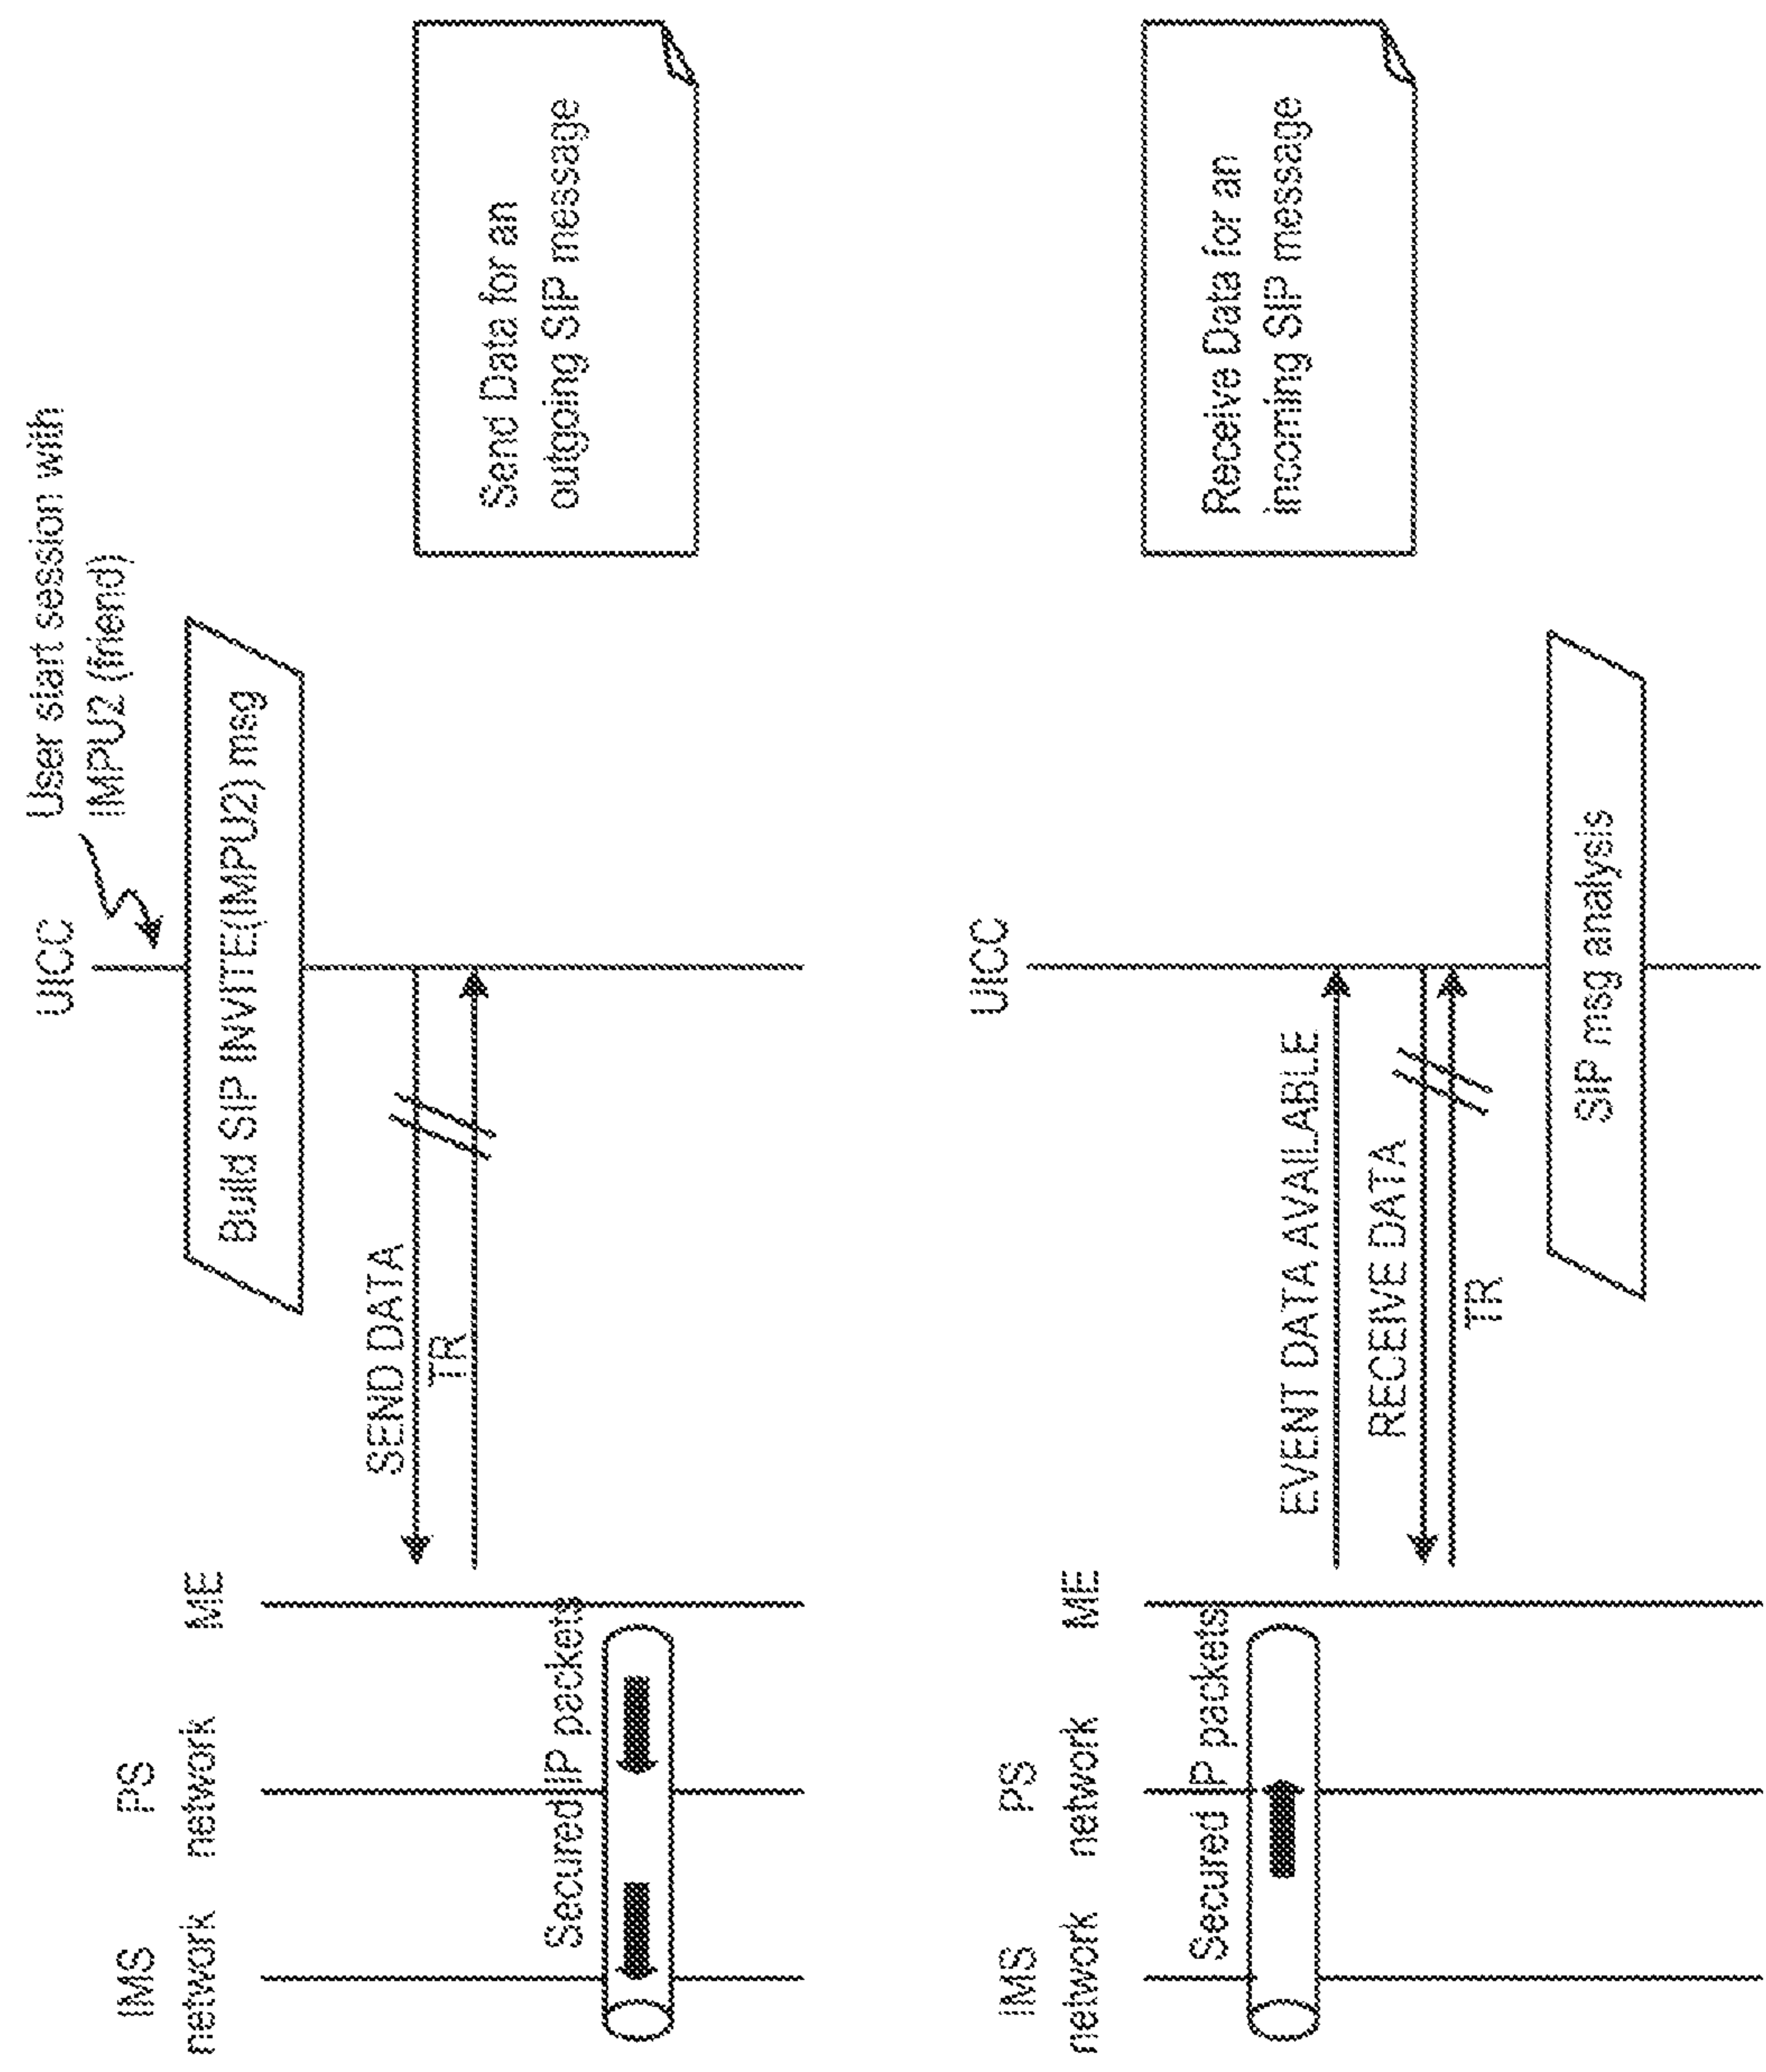 IMS
network
PS
network
ME
UICC
User start session with
IMPU2 (friend)
Build SIP INVITE(IMPU2) msg
SEND DATA
TR
Secured IP packets
Send Data for an
outgoing SIP message
IMS
network
PS
network
ME
UICC
Secured IP packets
EVENT DATA AVAILABLE
RECEIVE DATA
TR
SIP msg analysis
Receive Data for an
incoming SIP message